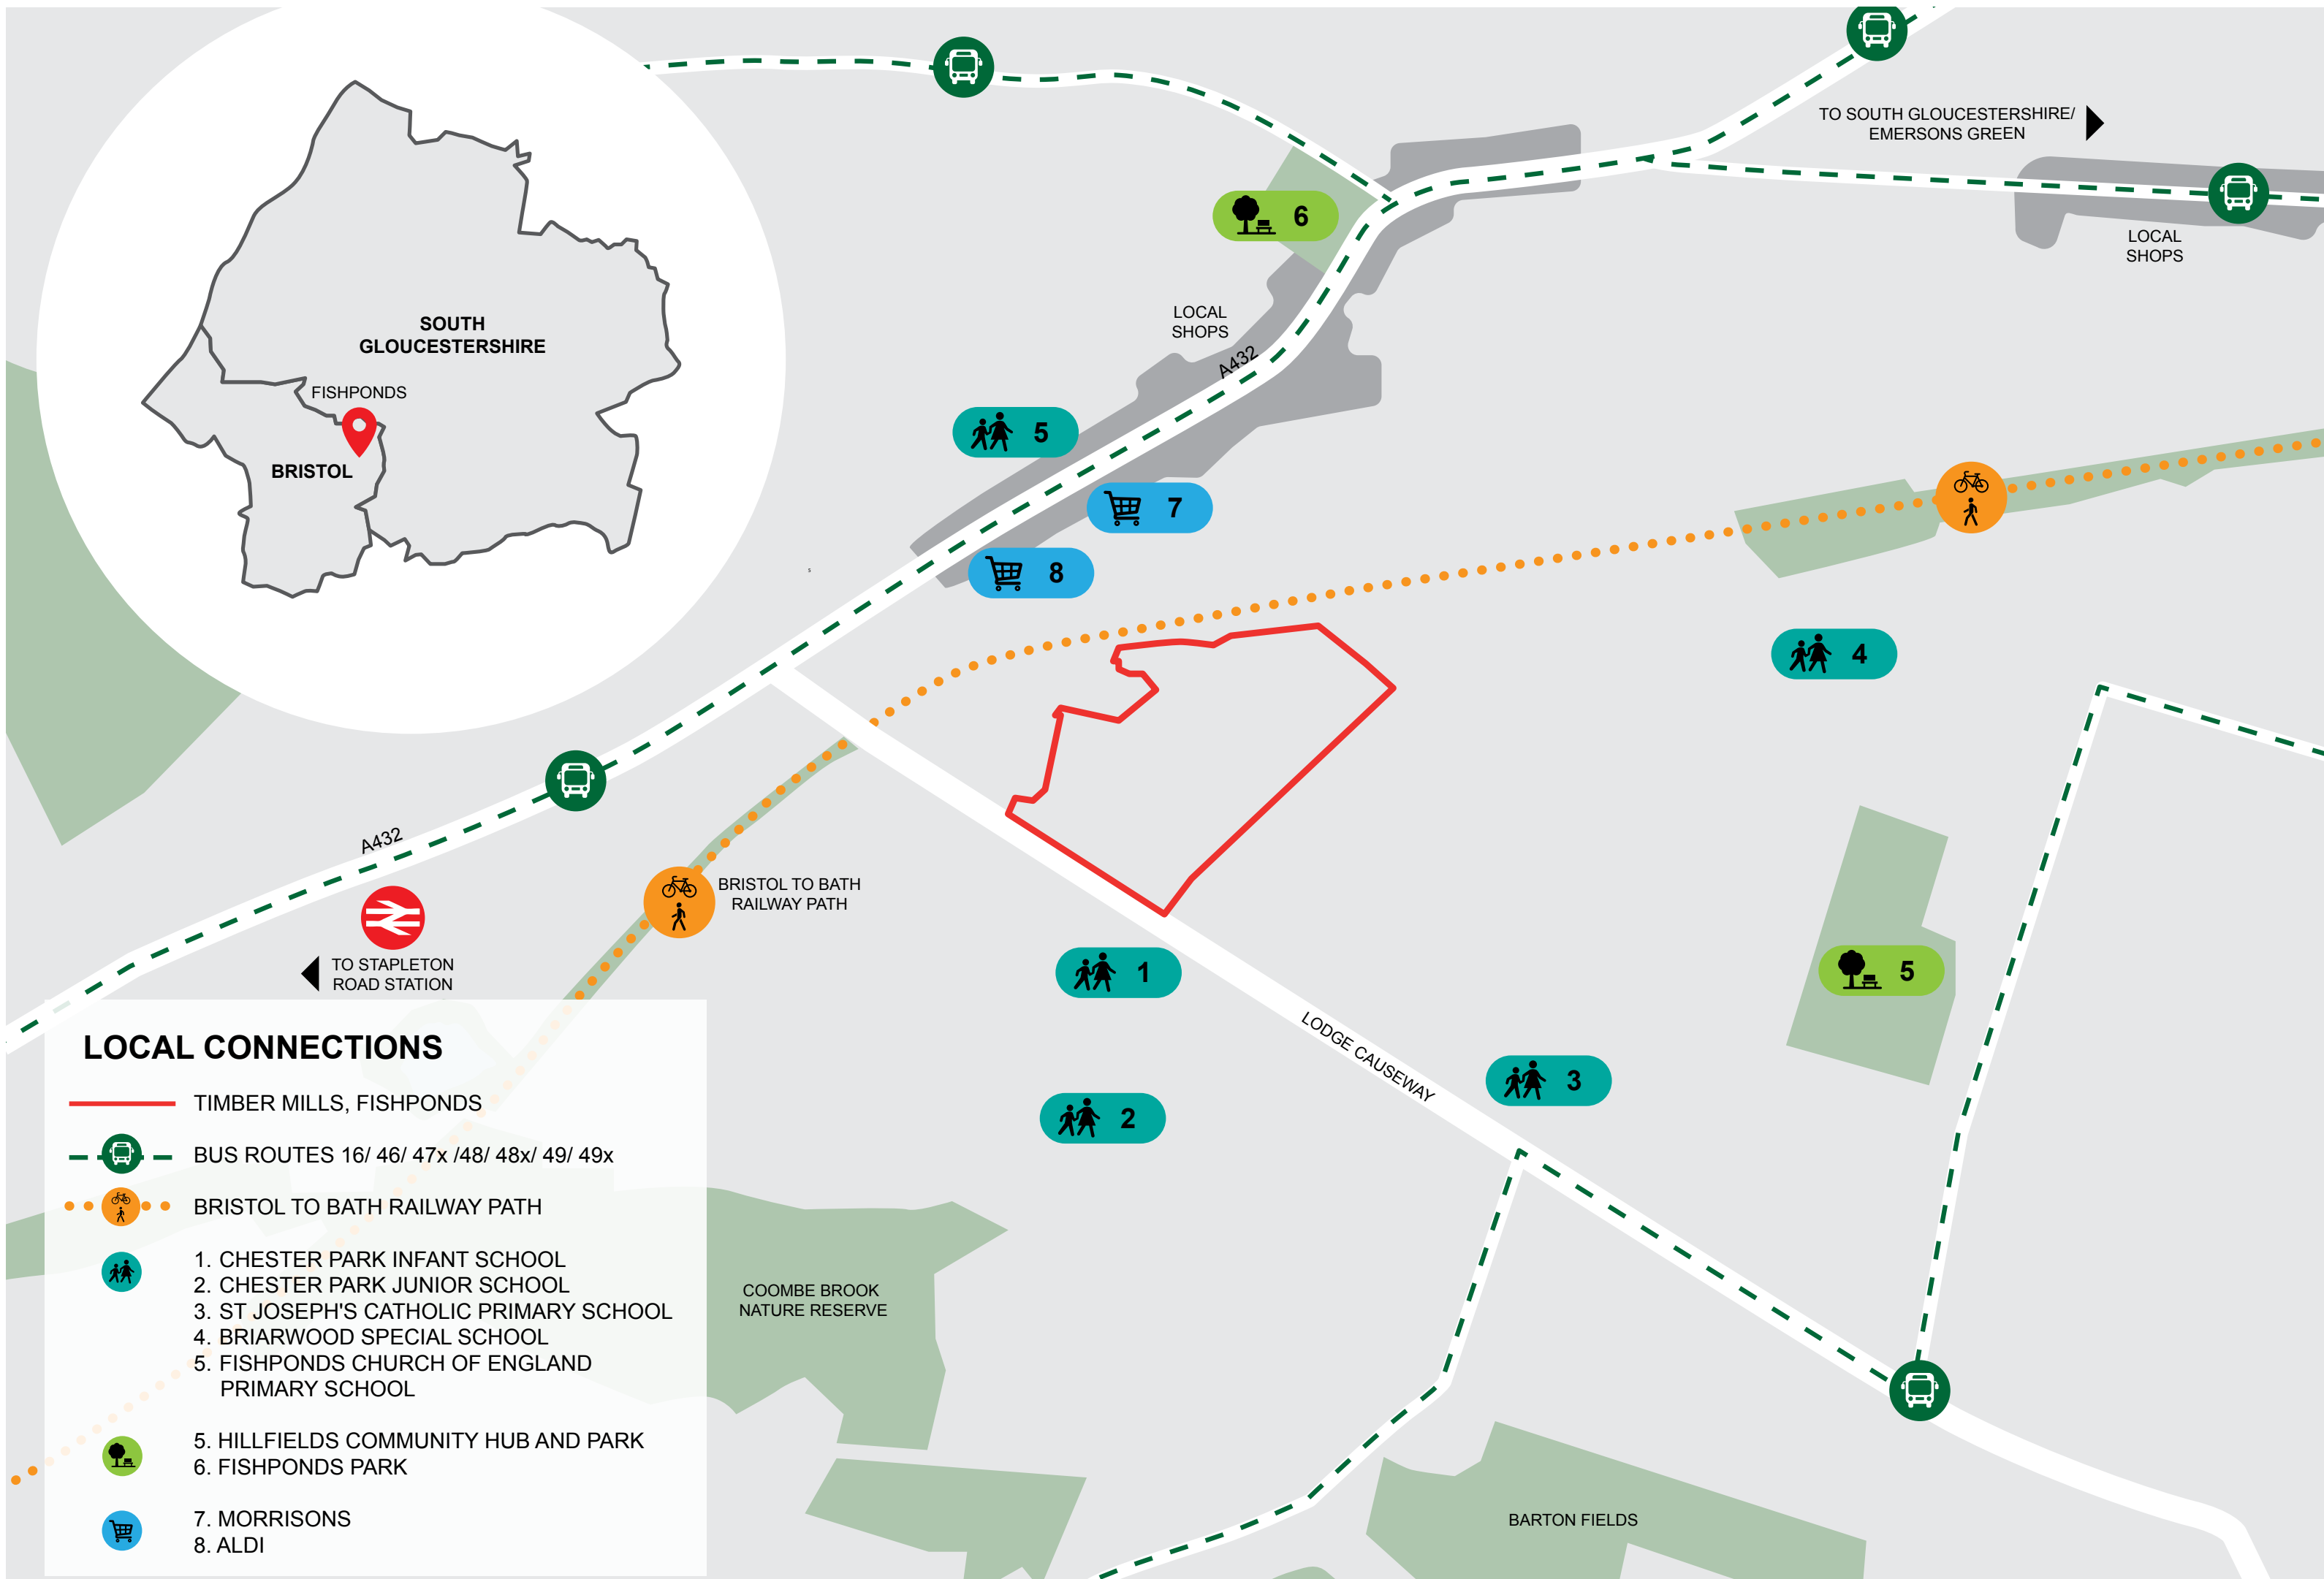 TO SOUTH GLOUCESTERSHIRE/
EMERSONS GREEN
6
LOCAL
SHOPS
LOCAL
SHOPS
A432
SOUTH
GLOUCESTERSHIRE
FISHPONDS
BRISTOL
5
7
8
4
A432
BRISTOL TO BATH
RAILWAY PATH
TO STAPLETON
ROAD STATION
1
5
LODGE CAUSEWAY
3
2
COOMBE BROOK
NATURE RESERVE
BARTON FIELDS
LOCAL CONNECTIONS
TIMBER MILLS, FISHPONDS
BUS ROUTES 16/ 46/ 47x /48/ 48x/ 49/ 49x
BRISTOL TO BATH RAILWAY PATH
1. CHESTER PARK INFANT SCHOOL
2. CHESTER PARK JUNIOR SCHOOL
3. ST JOSEPH'S CATHOLIC PRIMARY SCHOOL
4. BRIARWOOD SPECIAL SCHOOL
5. FISHPONDS CHURCH OF ENGLAND
PRIMARY SCHOOL
5. HILLFIELDS COMMUNITY HUB AND PARK
6. FISHPONDS PARK
7. MORRISONS
8. ALDI